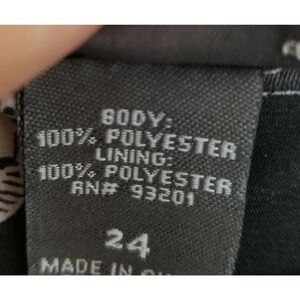 BODY:
100% POLYESTER
LINING:
100% POLYESTER
RN# 93201
24
MADE IN